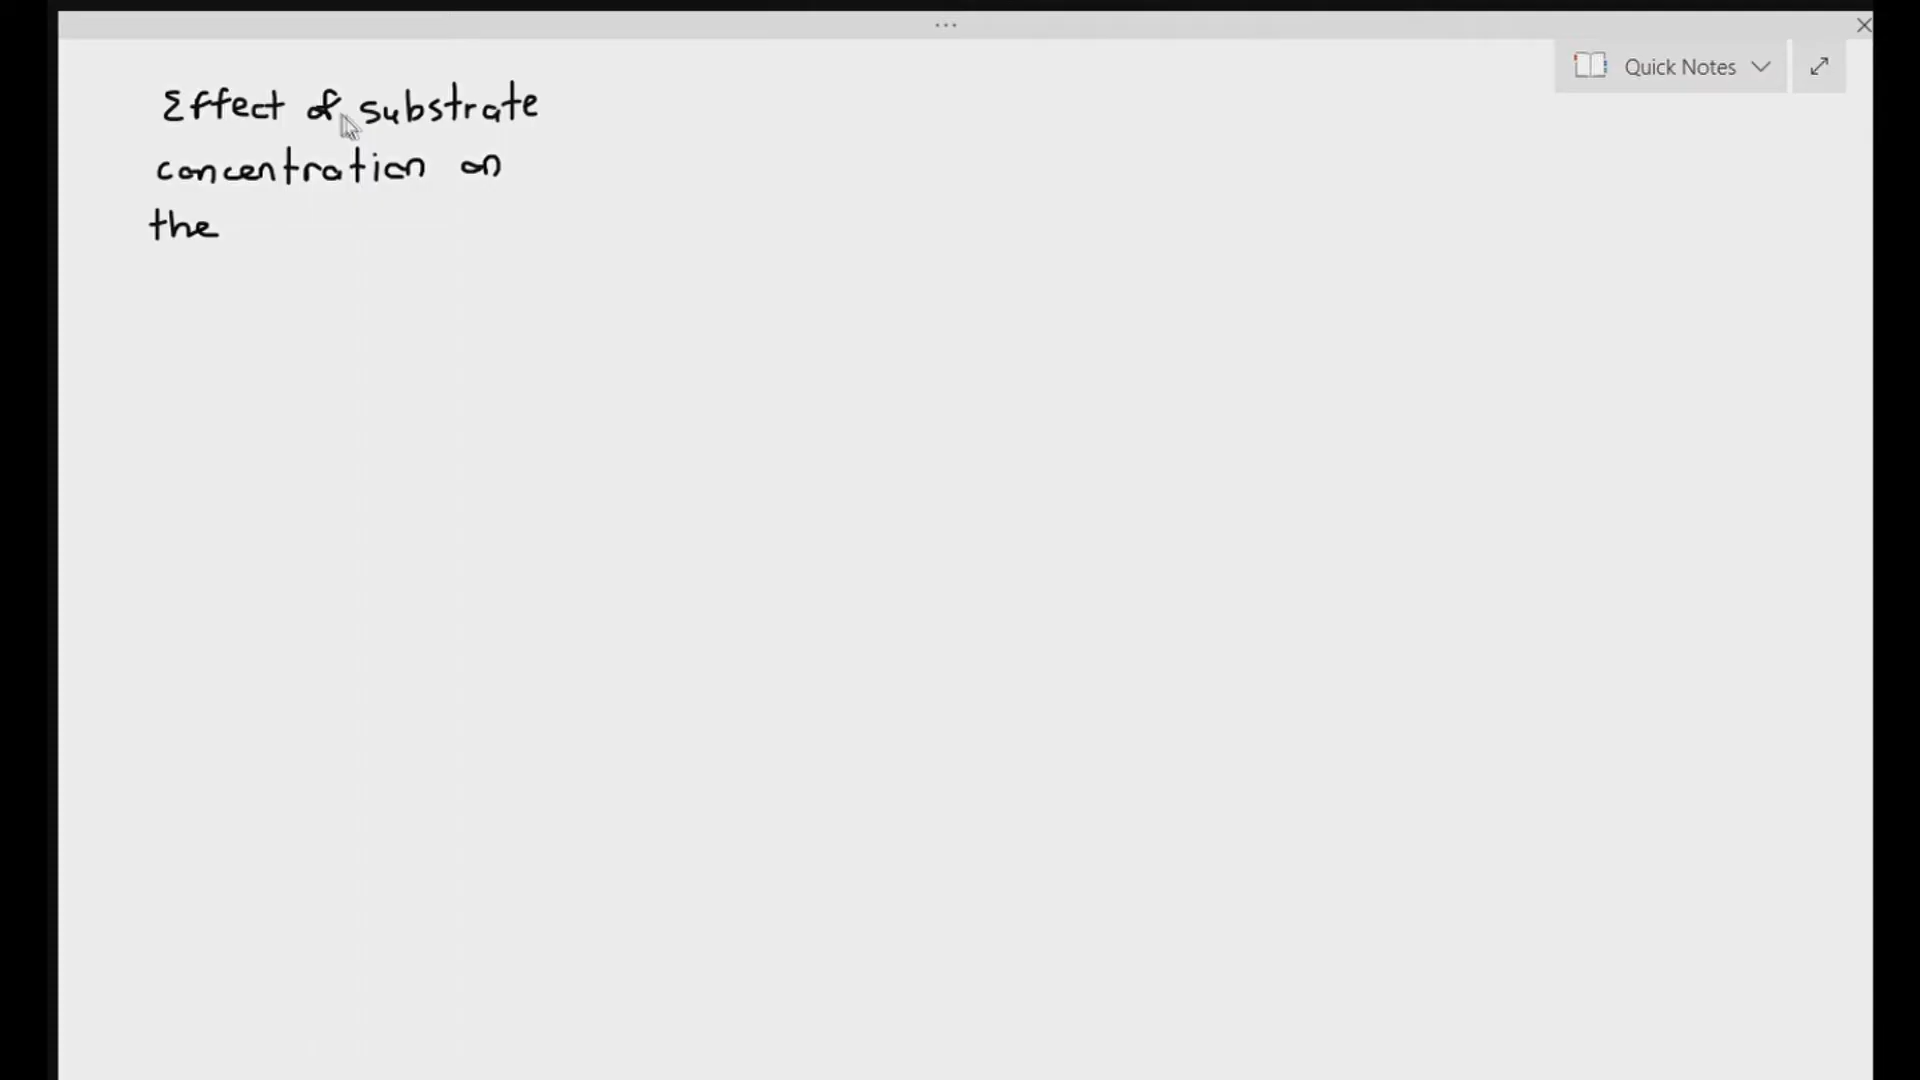 Quick Notes
Effect of substrate
concentration on
the